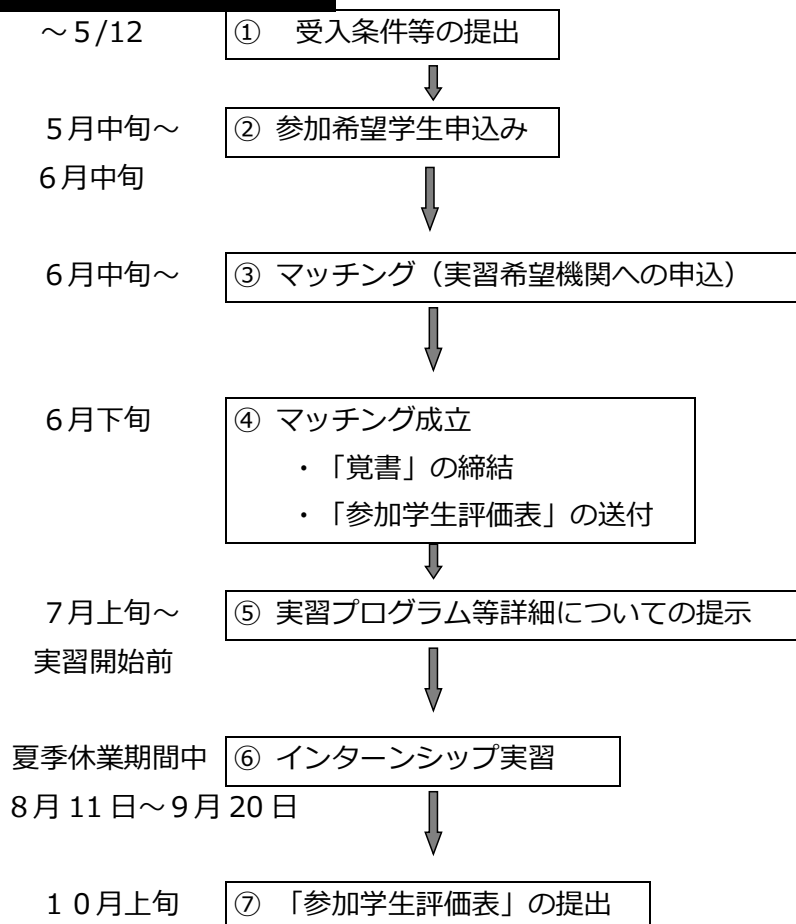 ～５/12 ① 受入条件等の提出
５月中旬～ ② 参加希望学生申込み
６月中旬
６月中旬～ ③ マッチング（実習希望機関への申込）
６月下旬 ④ マッチング成立
・「覚書」の締結
・「参加学生評価表」の送付
７月上旬～ ⑤ 実習プログラム等詳細についての提示
実習開始前
夏季休業期間中 ⑥ インターンシップ実習
８月 11 日～９月 20 日
１０月上旬 ⑦ 「参加学生評価表」の提出